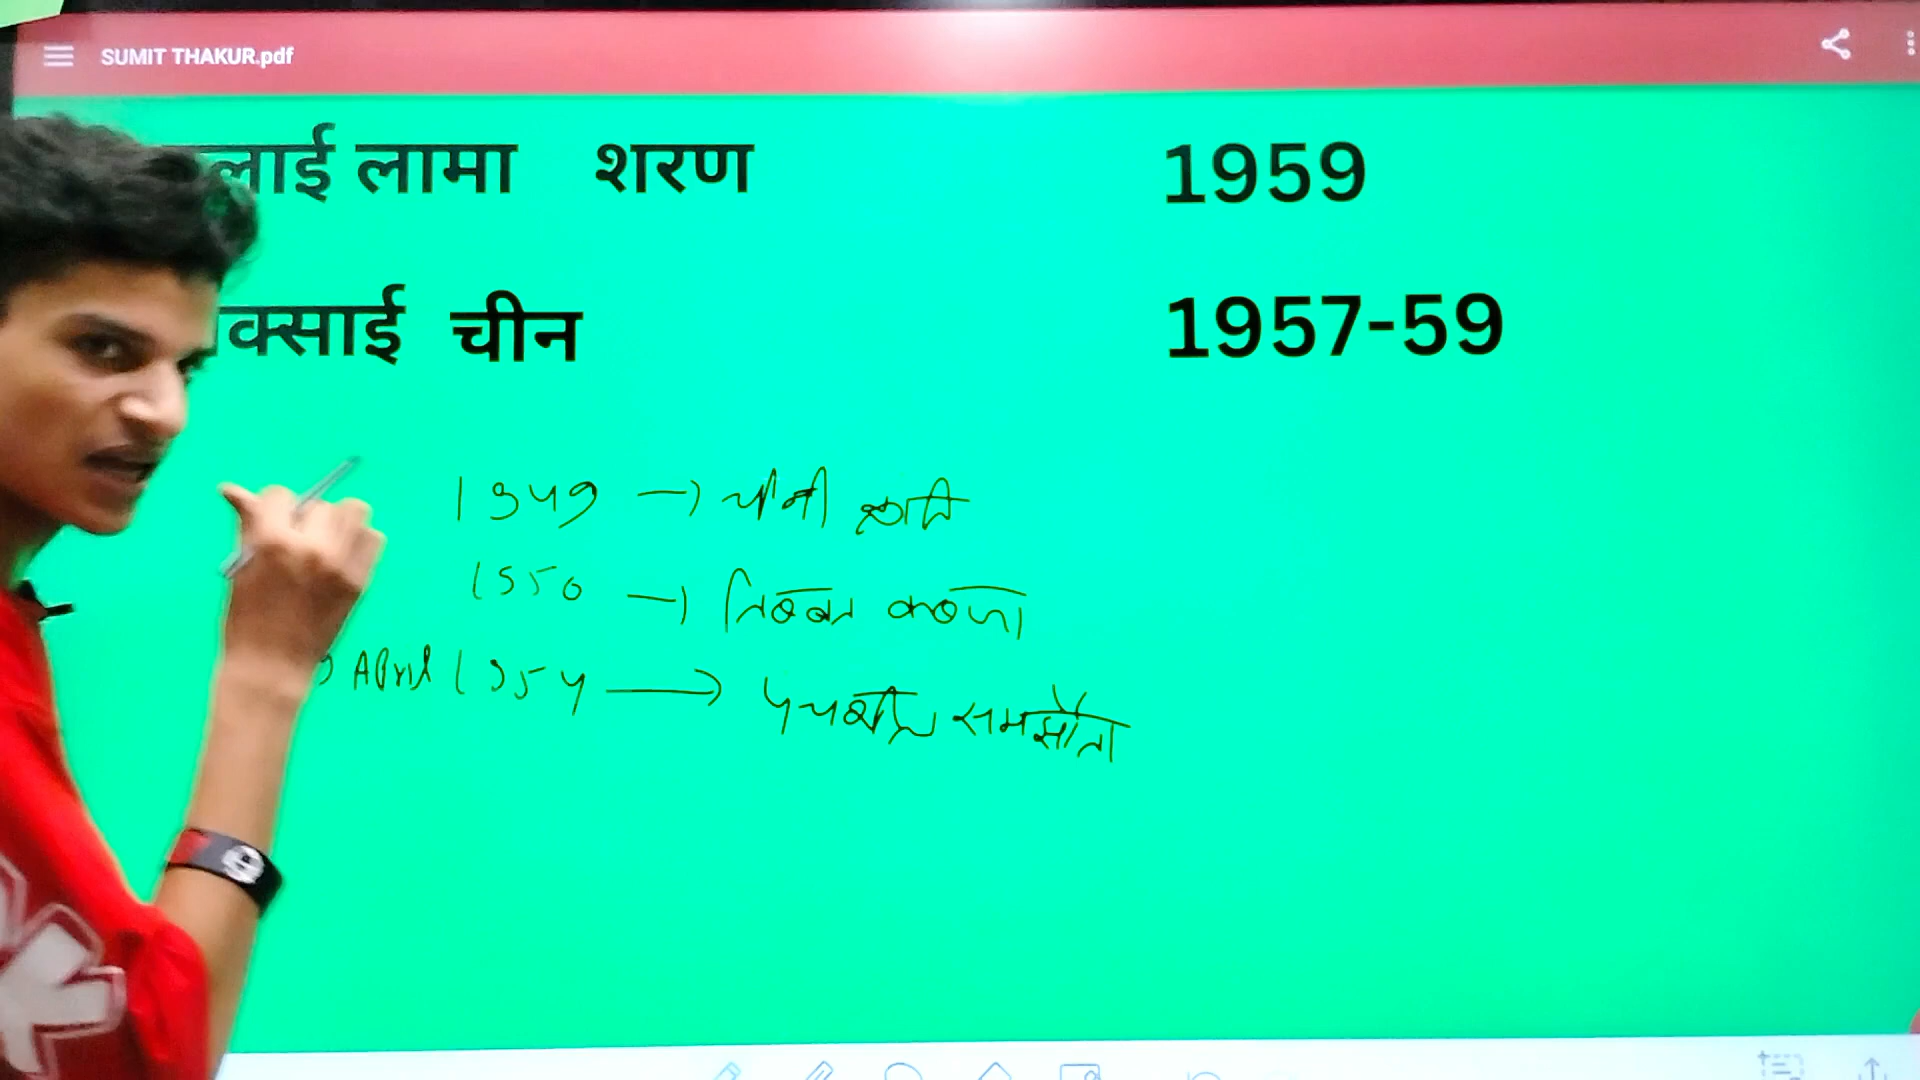 SUMIT THAKUR.pdf
लाई लामा शरण 1959
क्साई चीन 1957-59
1949 → चीनी क्रांति
1950 → तिब्बत कब्जा
April 1954 → पंचशील समझौता